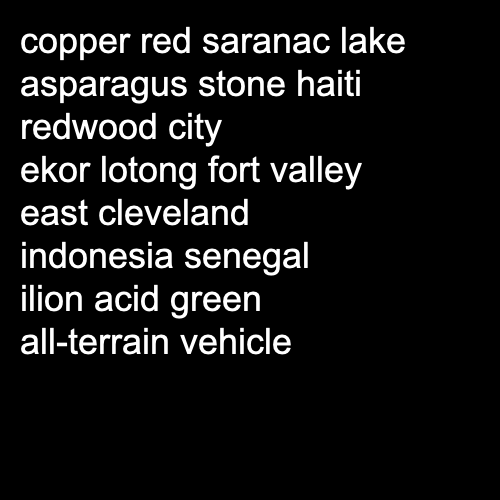 copper red saranac lake
asparagus stone haiti
redwood city
ekor lotong fort valley
east cleveland
indonesia senegal
ilion acid green
all-terrain vehicle